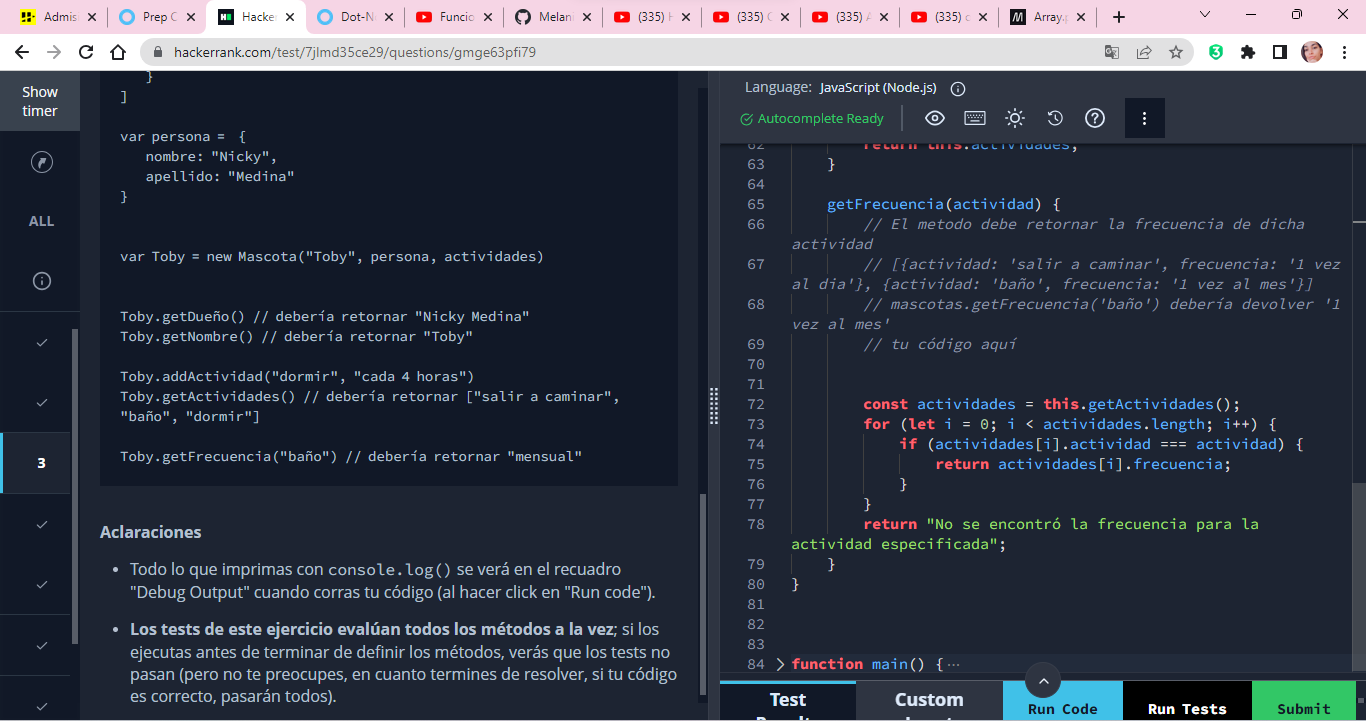 Admis
Prep C
Hacke
Dot-N
Funcio
Melan
(335) H
(335) C
(335) A
(335) c
Array.p
hackerrank.com/test/7jlmd35ce29/questions/gmge63pfi79
Show
timer
ALL
3
}
]
var persona = {
nombre: "Nicky",
apellido: "Medina"
}
var Toby = new Mascota("Toby", persona, actividades)
Toby.getDueño() // debería retornar "Nicky Medina"
Toby.getNombre() // debería retornar "Toby"
Toby.addActividad("dormir", "cada 4 horas")
Toby.getActividades() // debería retornar ["salir a caminar",
"baño", "dormir"]
Toby.getFrecuencia("baño") // debería retornar "mensual"
Aclaraciones
• Todo lo que imprimas con console.log() se verá en el recuadro
"Debug Output" cuando corras tu código (al hacer click en "Run code").
• Los tests de este ejercicio evalúan todos los métodos a la vez; si los
ejecutas antes de terminar de definir los métodos, verás que los tests no
pasan (pero no te preocupes, en cuanto termines de resolver, si tu código
es correcto, pasarán todos).
Language: JavaScript (Node.js)
Autocomplete Ready
62 return this.actividades;
63 }
64
65 getFrecuencia(actividad) {
66 // El metodo debe retornar la frecuencia de dicha
actividad
67 // [{actividad: 'salir a caminar', frecuencia: '1 vez
al dia'}, {actividad: 'baño', frecuencia: '1 vez al mes'}]
68 // mascotas.getFrecuencia('baño') debería devolver '1
vez al mes'
69 // tu código aquí
70
71
72 const actividades = this.getActividades();
73 for (let i = 0; i < actividades.length; i++) {
74 if (actividades[i].actividad === actividad) {
75 return actividades[i].frecuencia;
76 }
77 }
78 return "No se encontró la frecuencia para la
actividad especificada";
79 }
80 }
81
82
83
84 function main() {
Test
Custom
Run Code
Run Tests
Submit